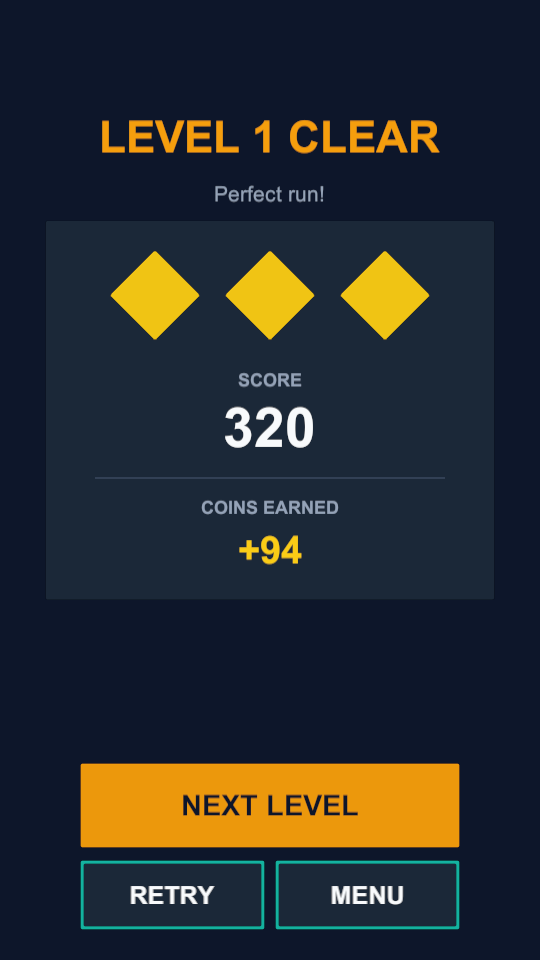 LEVEL 1 CLEAR
Perfect run!
SCORE
320
COINS EARNED
+94
NEXT LEVEL
RETRY
MENU